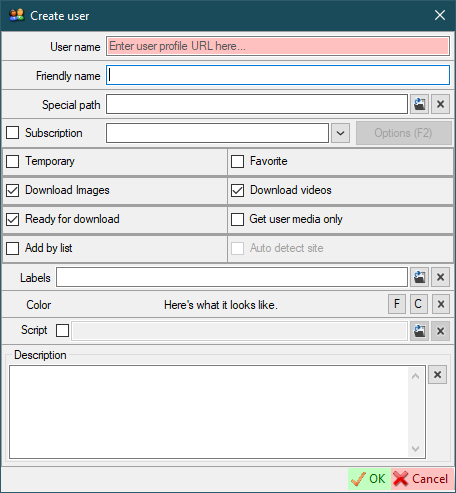 Create user
User name Enter user profile URL here...
Friendly name
Special path
Subscription Options (F2)
Temporary Favorite
Download Images Download videos
Ready for download Get user media only
Add by list Auto detect site
Labels
Color Here's what it looks like. F C
Script
Description
OK Cancel